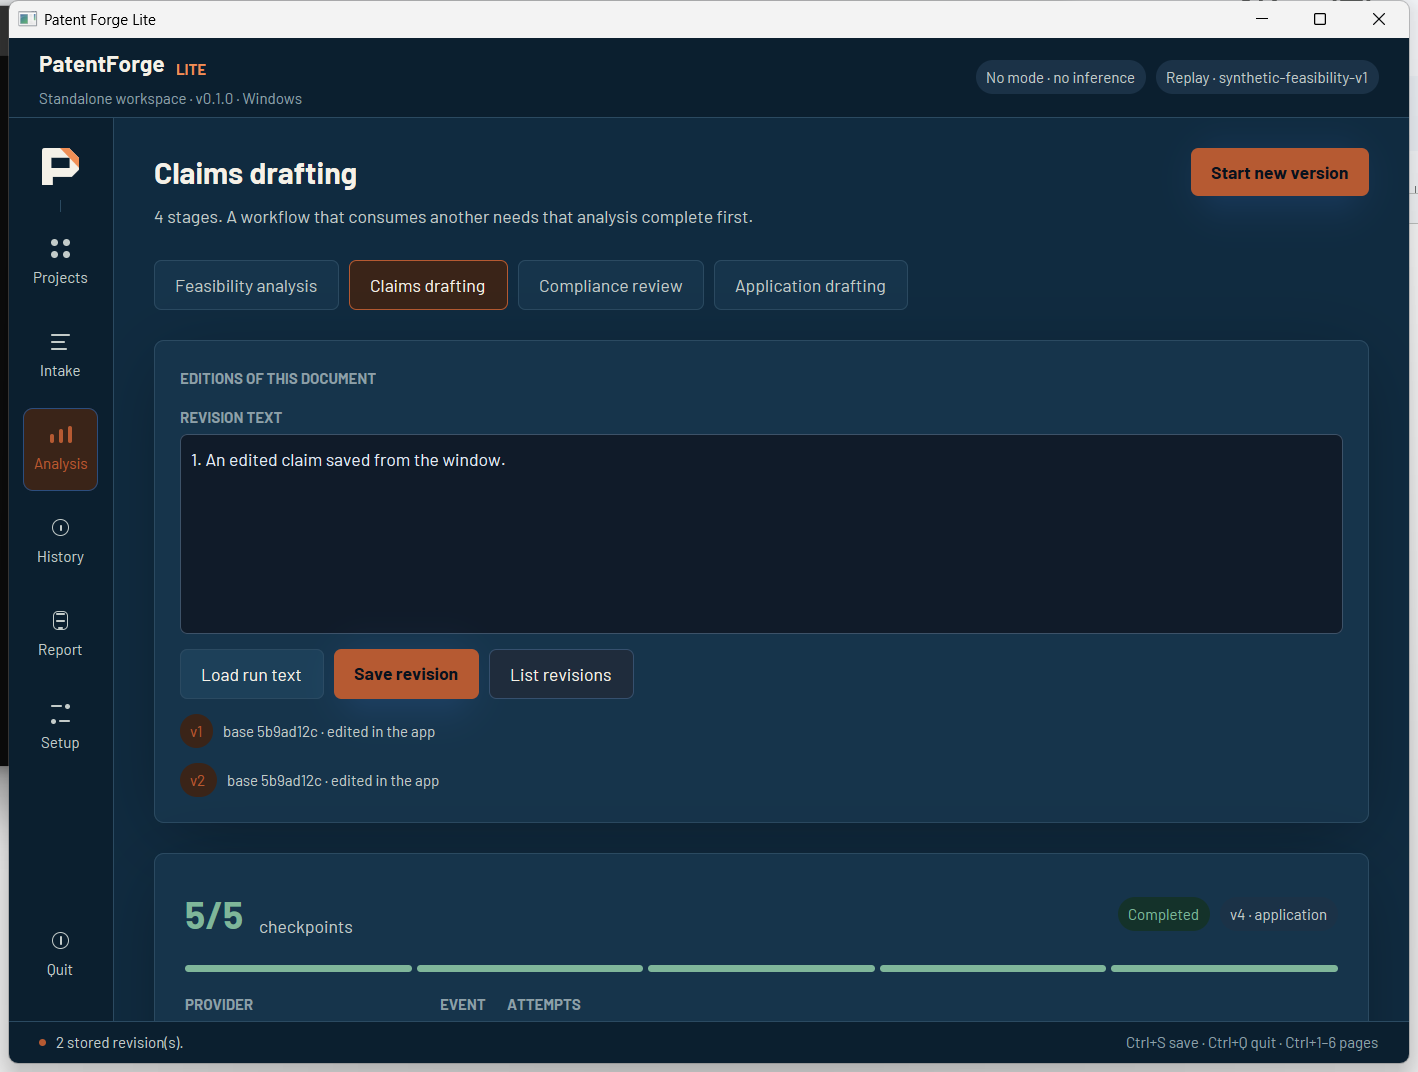 Patent Forge Lite
PatentForge LITE
Standalone workspace · v0.1.0 · Windows
No mode · no inference
Replay · synthetic-feasibility-v1
Projects
Intake
Analysis
History
Report
Setup
Quit
Claims drafting
Start new version
4 stages. A workflow that consumes another needs that analysis complete first.
Feasibility analysis
Claims drafting
Compliance review
Application drafting
EDITIONS OF THIS DOCUMENT
REVISION TEXT
1. An edited claim saved from the window.
Load run text
Save revision
List revisions
v1 base 5b9ad12c · edited in the app
v2 base 5b9ad12c · edited in the app
5/5 checkpoints
Completed
v4 · application
PROVIDER EVENT ATTEMPTS
2 stored revision(s).
Ctrl+S save · Ctrl+Q quit · Ctrl+1–6 pages